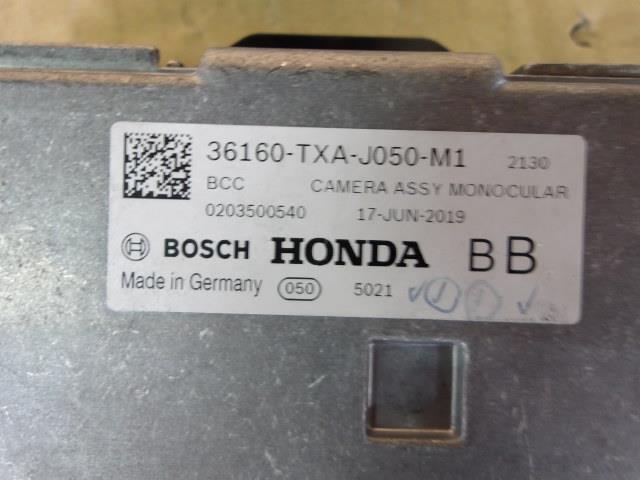 36160-TXA-J050-M1 2130
BCC CAMERA ASSY MONOCULAR
0203500540 17-JUN-2019
BOSCH HONDA BB
Made in Germany 050 5021